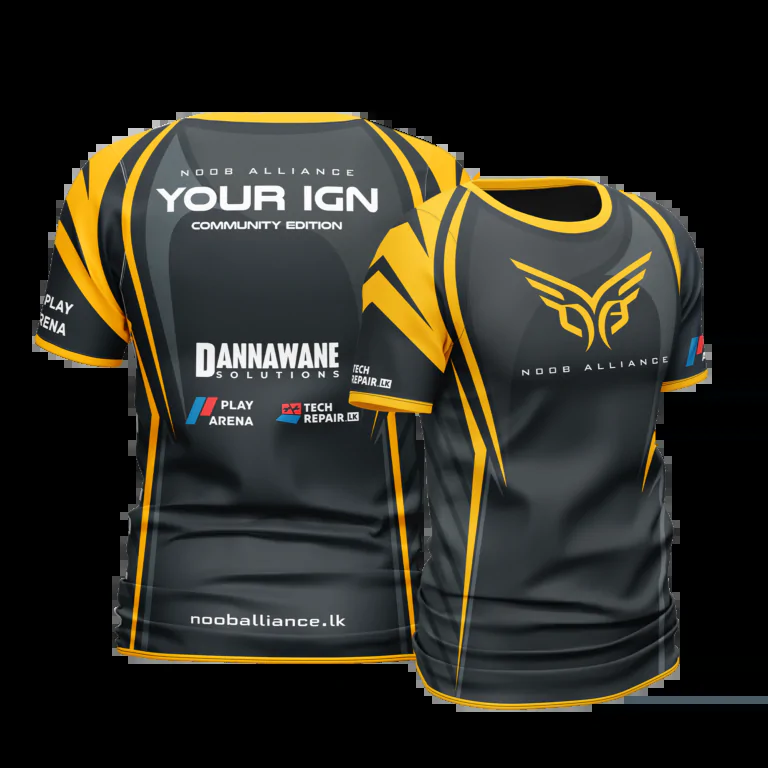 NOOB ALLIANCE
YOUR IGN
COMMUNITY EDITION
PLAY
ARENA
DANNAWANE
SOLUTIONS
PLAY
ARENA
TECH
REPAIR.LK
nooballiance.lk
TECH
REPAIR.LK
NOOB ALLIANCE